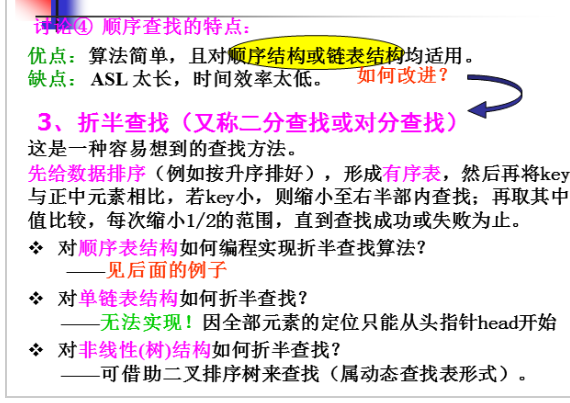 讨论④ 顺序查找的特点：
优点：算法简单，且对顺序结构或链表结构均适用。
缺点：ASL 太长，时间效率太低。 如何改进？
3、折半查找（又称二分查找或对分查找）
这是一种容易想到的查找方法。
先给数据排序（例如按升序排好），形成有序表，然后再将key
与正中元素相比，若key小，则缩小至右半部内查找；再取其中
值比较，每次缩小1/2的范围，直到查找成功或失败为止。
❖ 对顺序表结构如何编程实现折半查找算法？
——见后面的例子
❖ 对单链表结构如何折半查找？
——无法实现！因全部元素的定位只能从头指针head开始
❖ 对非线性(树)结构如何折半查找？
——可借助二叉排序树来查找（属动态查找表形式）。